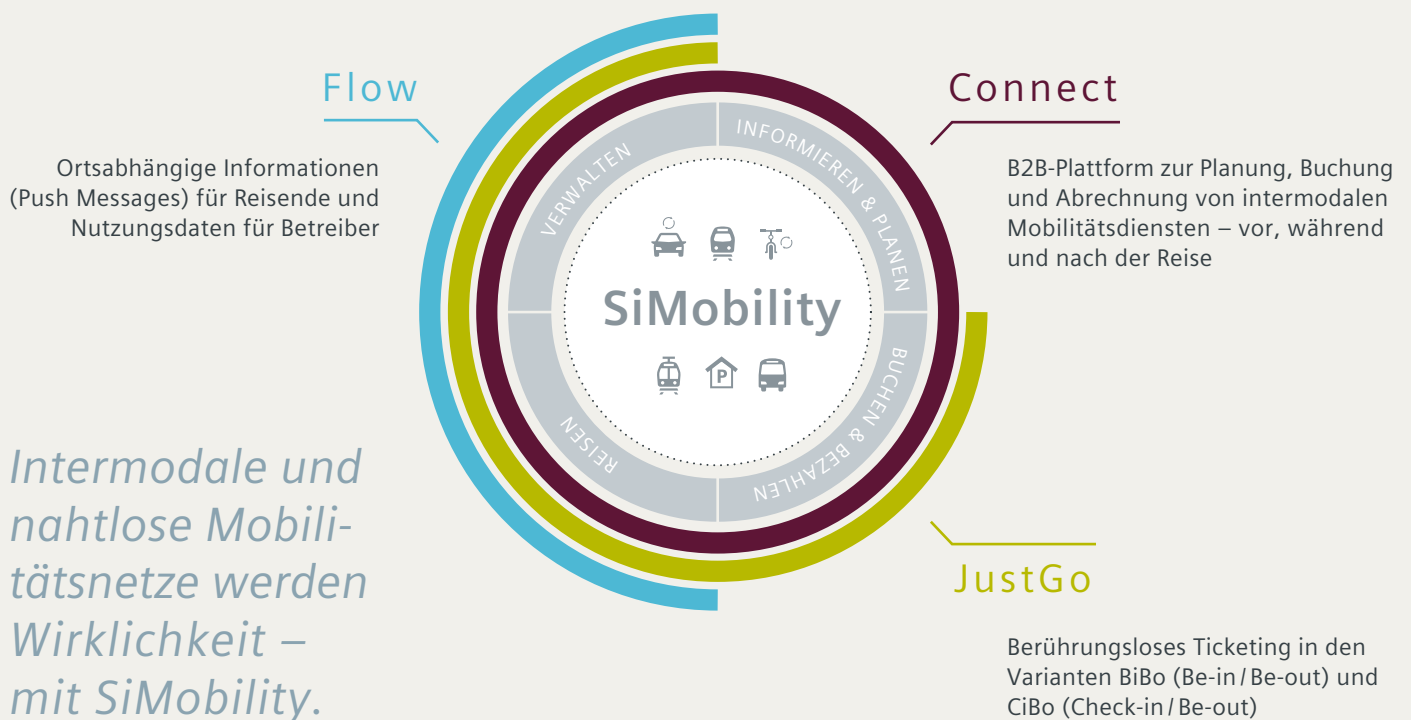 Flow
Ortsabhängige Informationen
(Push Messages) für Reisende und
Nutzungsdaten für Betreiber
Connect
B2B-Plattform zur Planung, Buchung
und Abrechnung von intermodalen
Mobilitätsdiensten – vor, während
und nach der Reise
VERWALTEN
INFORMIEREN & PLANEN
SiMobility
P
REISEN
BUCHEN & BEZAHLEN
Intermodale und
nahtlose Mobili-
tätsnetze werden
Wirklichkeit –
mit SiMobility.
JustGo
Berührungsloses Ticketing in den
Varianten BiBo (Be-in/Be-out) und
CiBo (Check-in/Be-out)